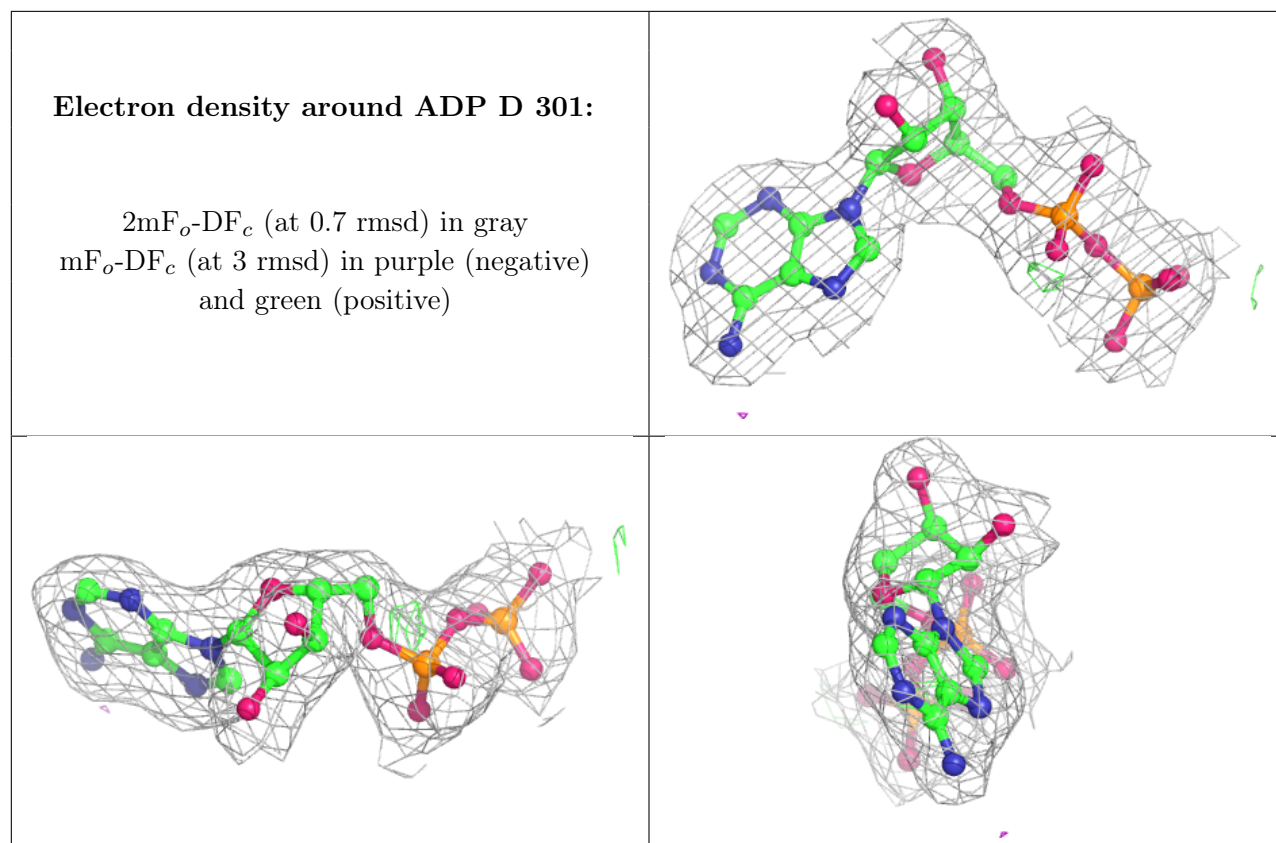 Electron density around ADP D 301:
2mFo-DFc (at 0.7 rmsd) in gray
mFo-DFc (at 3 rmsd) in purple (negative)
and green (positive)